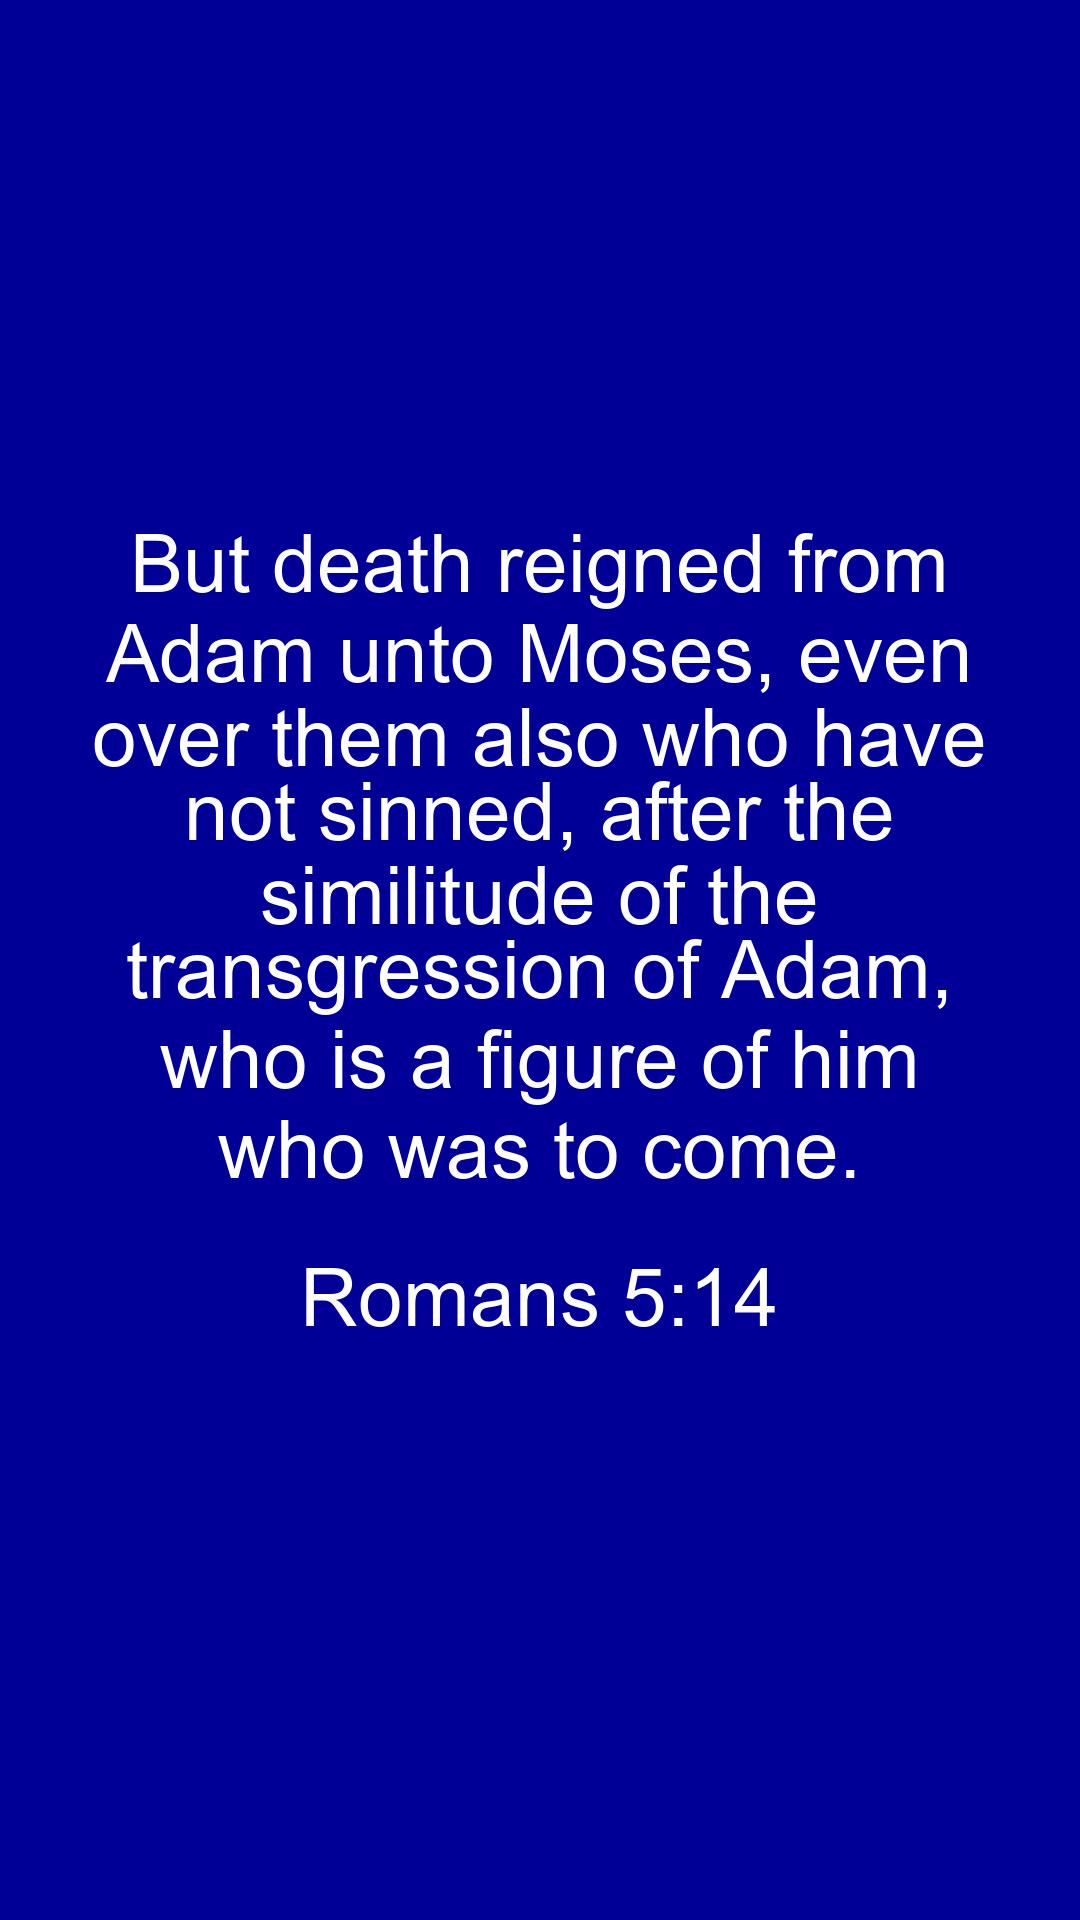 But death reigned from
Adam unto Moses, even
over them also who have
not sinned, after the
similitude of the
transgression of Adam,
who is a figure of him
who was to come.
Romans 5:14